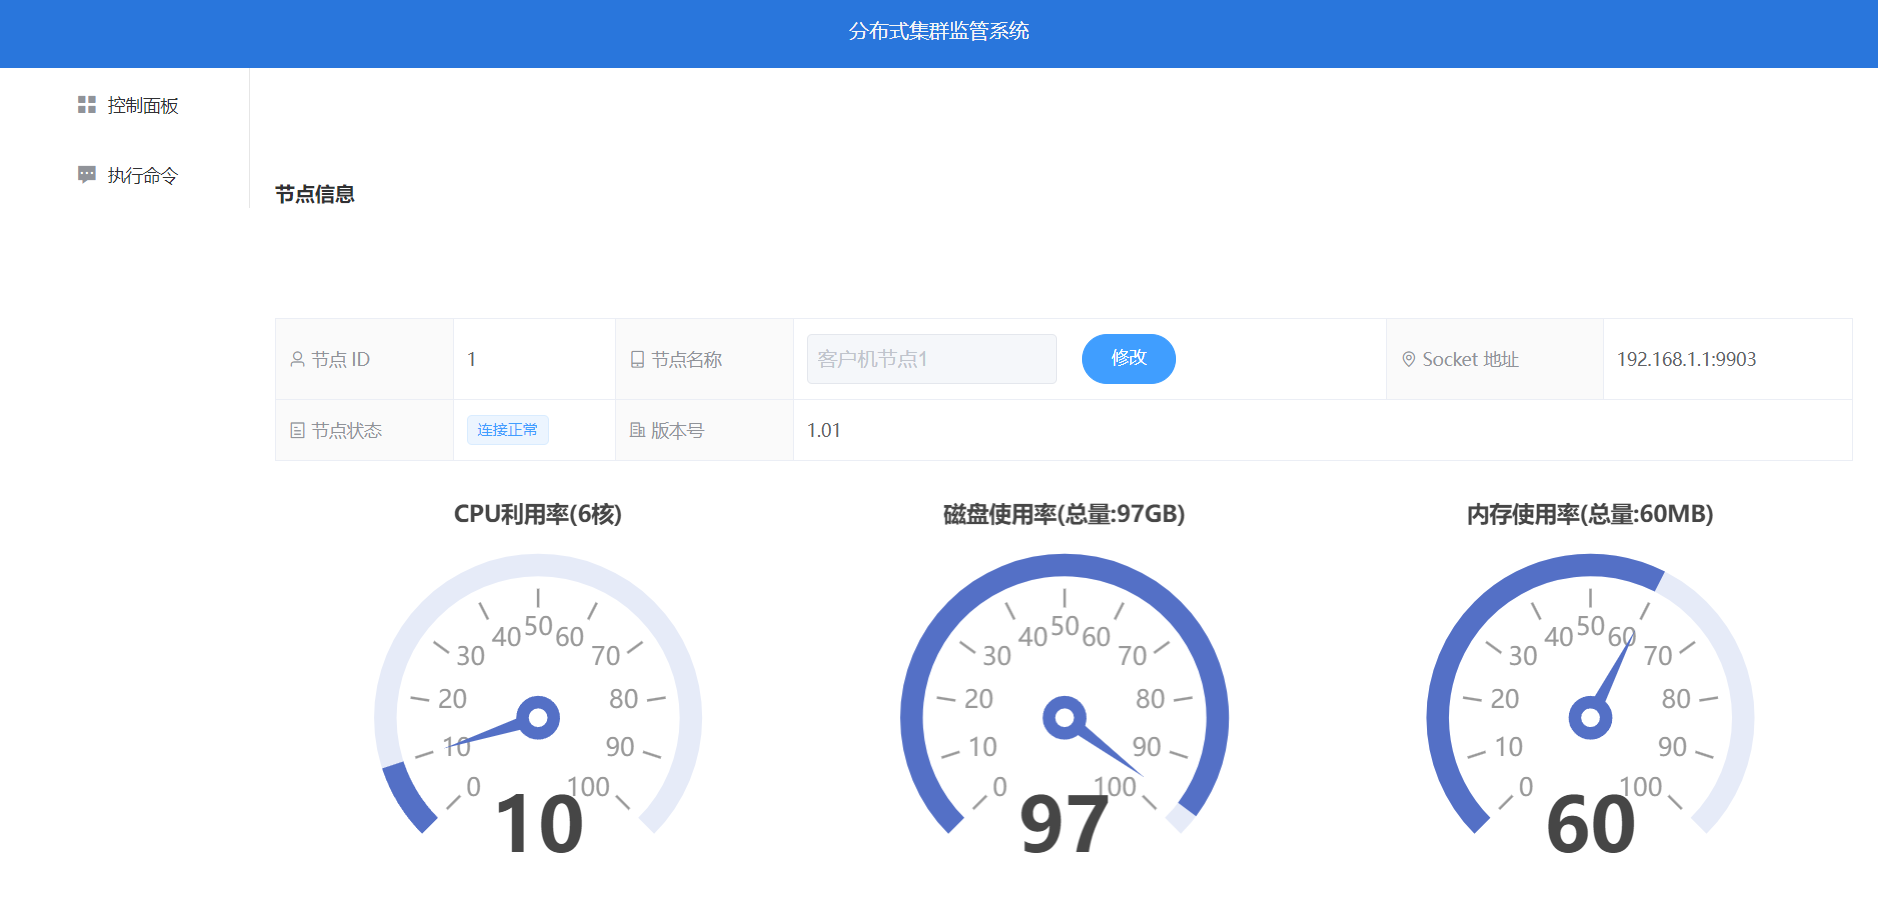 分布式集群监管系统
控制面板
执行命令
节点信息
节点 ID 1 节点名称 客户机节点1 修改 Socket 地址 192.168.1.1:9903
节点状态 连接正常 版本号 1.01
CPU利用率(6核)
0 10 20 30 40 50 60 70 80 90 100
10
磁盘使用率(总量:97GB)
0 10 20 30 40 50 60 70 80 90 100
97
内存使用率(总量:60MB)
0 10 20 30 40 50 60 70 80 90 100
60